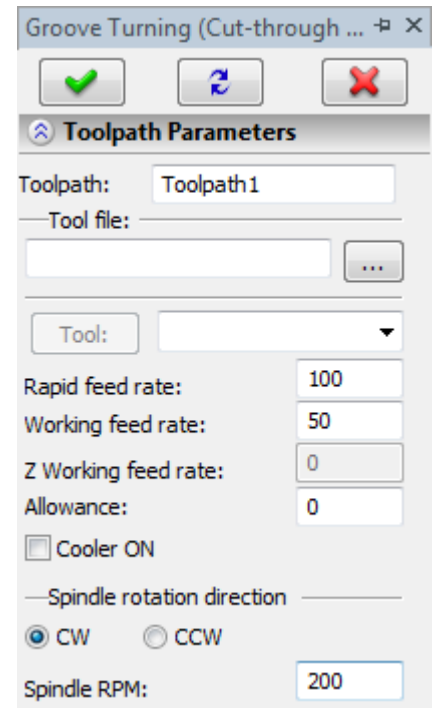 Groove Turning (Cut-through ...
Toolpath Parameters
Toolpath: Toolpath1
Tool file:
...
Tool:
Rapid feed rate: 100
Working feed rate: 50
Z Working feed rate: 0
Allowance: 0
Cooler ON
Spindle rotation direction
CW CCW
Spindle RPM: 200